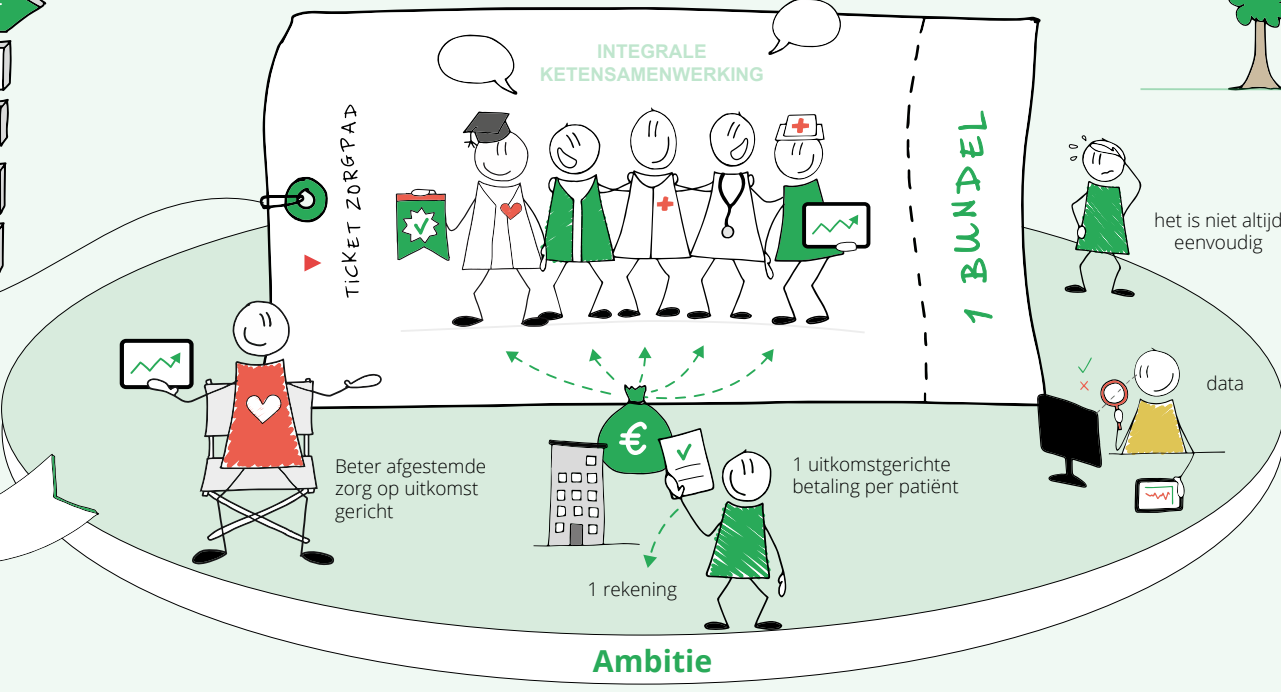 INTEGRALE
KETENSAMENWERKING
TICKET ZORGPAD
1 BUNDEL
het is niet altijd
eenvoudig
data
Beter afgestemde
zorg op uitkomst
gericht
€
1 uitkomstgerichte
betaling per patiënt
1 rekening
Ambitie